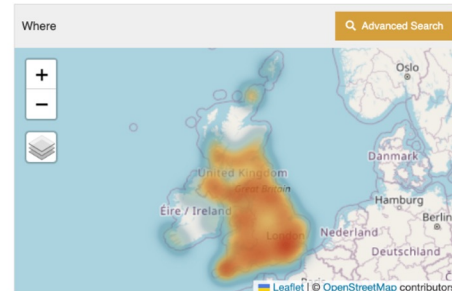 Where
Advanced Search
+
−
Oslo
Danmark
United Kingdom
Great Britain
Hamburg
Éire / Ireland
Berlin
London
Nederland
Deutschland
Leaflet | © OpenStreetMap contributors